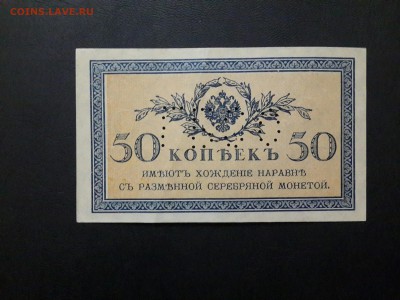 COINS.LAVE.RU
50 КОПѢЕКЪ 50
ИМѢЮТЪ ХОЖДЕНІЕ НАРАВНѢ
СЪ РАЗМѢННОЙ СЕРЕБРЯНОЙ МОНЕТОЙ.